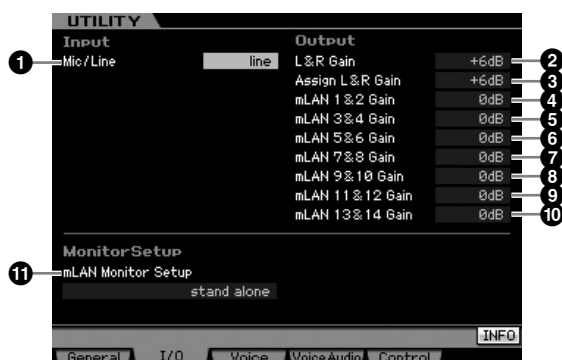 UTILITY
Input Output
1 Mic/Line line L&R Gain +6dB 2
Assign L&R Gain +6dB 3
mLAN 1&2 Gain 0dB 4
mLAN 3&4 Gain 0dB 5
mLAN 5&6 Gain 0dB 6
mLAN 7&8 Gain 0dB 7
mLAN 9&10 Gain 0dB 8
mLAN 11&12 Gain 0dB 9
mLAN 13&14 Gain 0dB 10
MonitorSetup
11 mLAN Monitor Setup
stand alone
INFO
General I/O Voice VoiceAudio Control